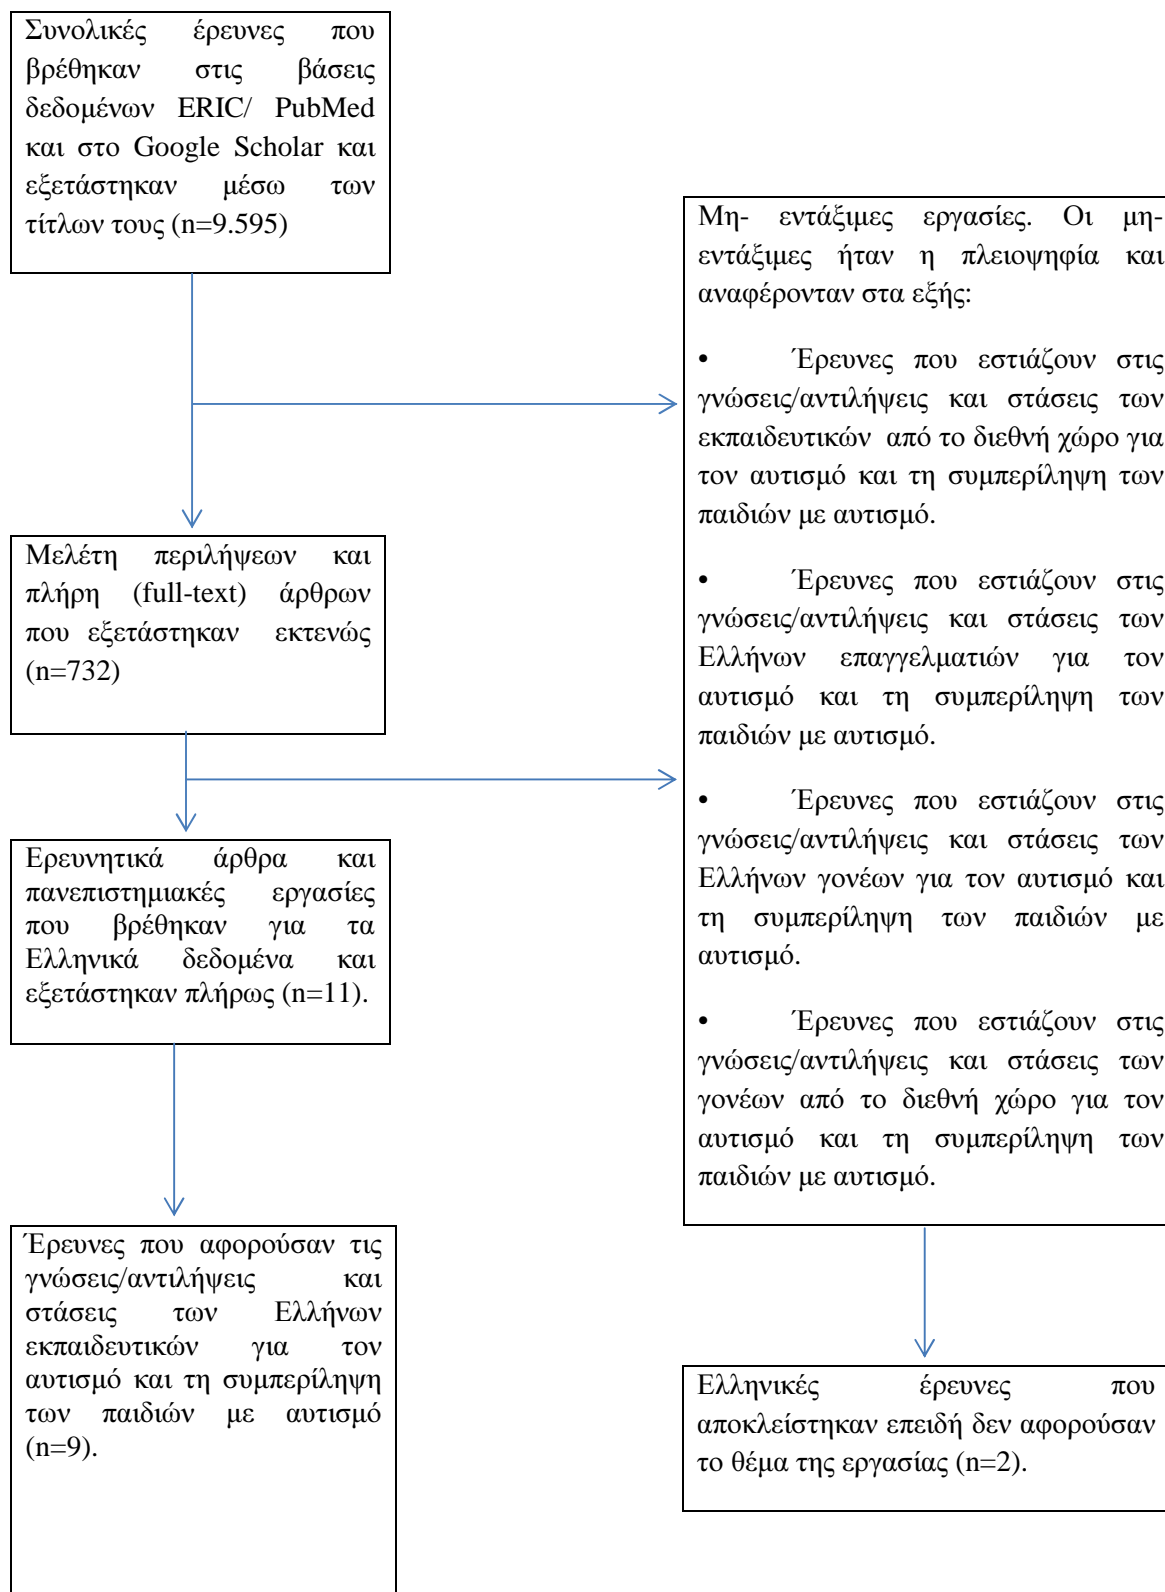 Συνολικές έρευνες που
βρέθηκαν στις βάσεις
δεδομένων ERIC/ PubMed
και στο Google Scholar και
εξετάστηκαν μέσω των
τίτλων τους (n=9.595)
Μελέτη περιλήψεων και
πλήρη (full-text) άρθρων
που εξετάστηκαν εκτενώς
(n=732)
Ερευνητικά άρθρα και
πανεπιστημιακές εργασίες
που βρέθηκαν για τα
Ελληνικά δεδομένα και
εξετάστηκαν πλήρως (n=11).
Έρευνες που αφορούσαν τις
γνώσεις/αντιλήψεις και
στάσεις των Ελλήνων
εκπαιδευτικών για τον
αυτισμό και τη συμπερίληψη
των παιδιών με αυτισμό
(n=9).
Μη- εντάξιμες εργασίες. Οι μη-
εντάξιμες ήταν η πλειοψηφία και
αναφέρονταν στα εξής:
• Έρευνες που εστιάζουν στις
γνώσεις/αντιλήψεις και στάσεις των
εκπαιδευτικών από το διεθνή χώρο για
τον αυτισμό και τη συμπερίληψη των
παιδιών με αυτισμό.
• Έρευνες που εστιάζουν στις
γνώσεις/αντιλήψεις και στάσεις των
Ελλήνων επαγγελματιών για τον
αυτισμό και τη συμπερίληψη των
παιδιών με αυτισμό.
• Έρευνες που εστιάζουν στις
γνώσεις/αντιλήψεις και στάσεις των
Ελλήνων γονέων για τον αυτισμό και
τη συμπερίληψη των παιδιών με
αυτισμό.
• Έρευνες που εστιάζουν στις
γνώσεις/αντιλήψεις και στάσεις των
γονέων από το διεθνή χώρο για τον
αυτισμό και τη συμπερίληψη των
παιδιών με αυτισμό.
Ελληνικές έρευνες που
αποκλείστηκαν επειδή δεν αφορούσαν
το θέμα της εργασίας (n=2).